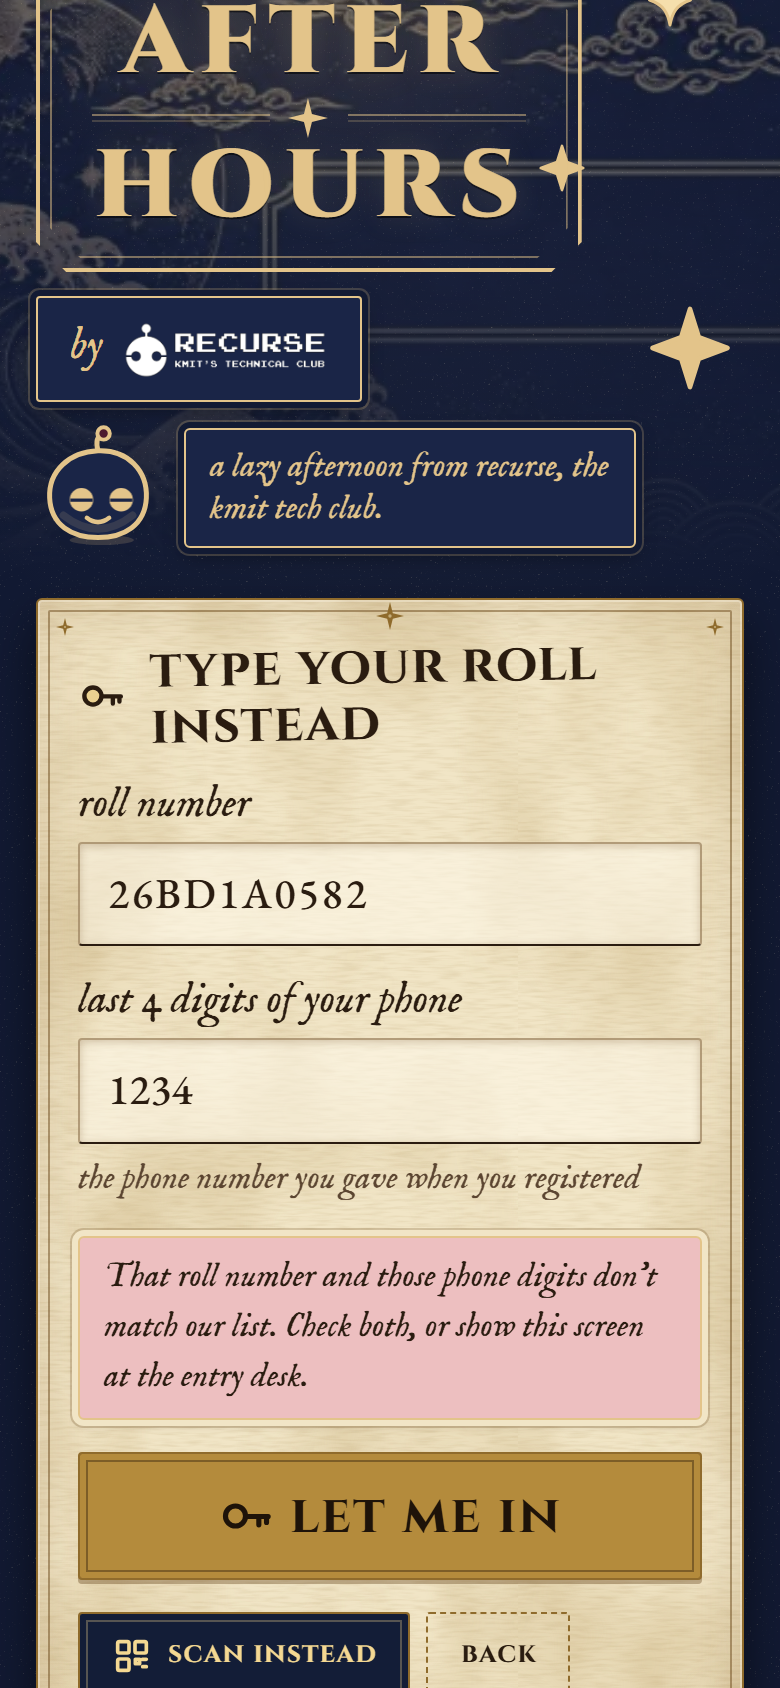 AFTER
HOURS
by RECURSE
KMIT'S TECHNICAL CLUB
a lazy afternoon from recurse, the
kmit tech club.
TYPE YOUR ROLL
INSTEAD
roll number
26BD1A0582
last 4 digits of your phone
1234
the phone number you gave when you registered
That roll number and those phone digits don't
match our list. Check both, or show this screen
at the entry desk.
LET ME IN
SCAN INSTEAD
BACK